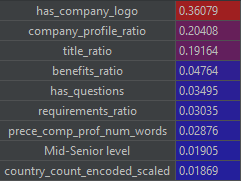 has_company_logo 0.36079
company_profile_ratio 0.20408
title_ratio 0.19164
benefits_ratio 0.04764
has_questions 0.03495
requirements_ratio 0.03035
prece_comp_prof_num_words 0.02876
Mid-Senior level 0.01905
country_count_encoded_scaled 0.01869